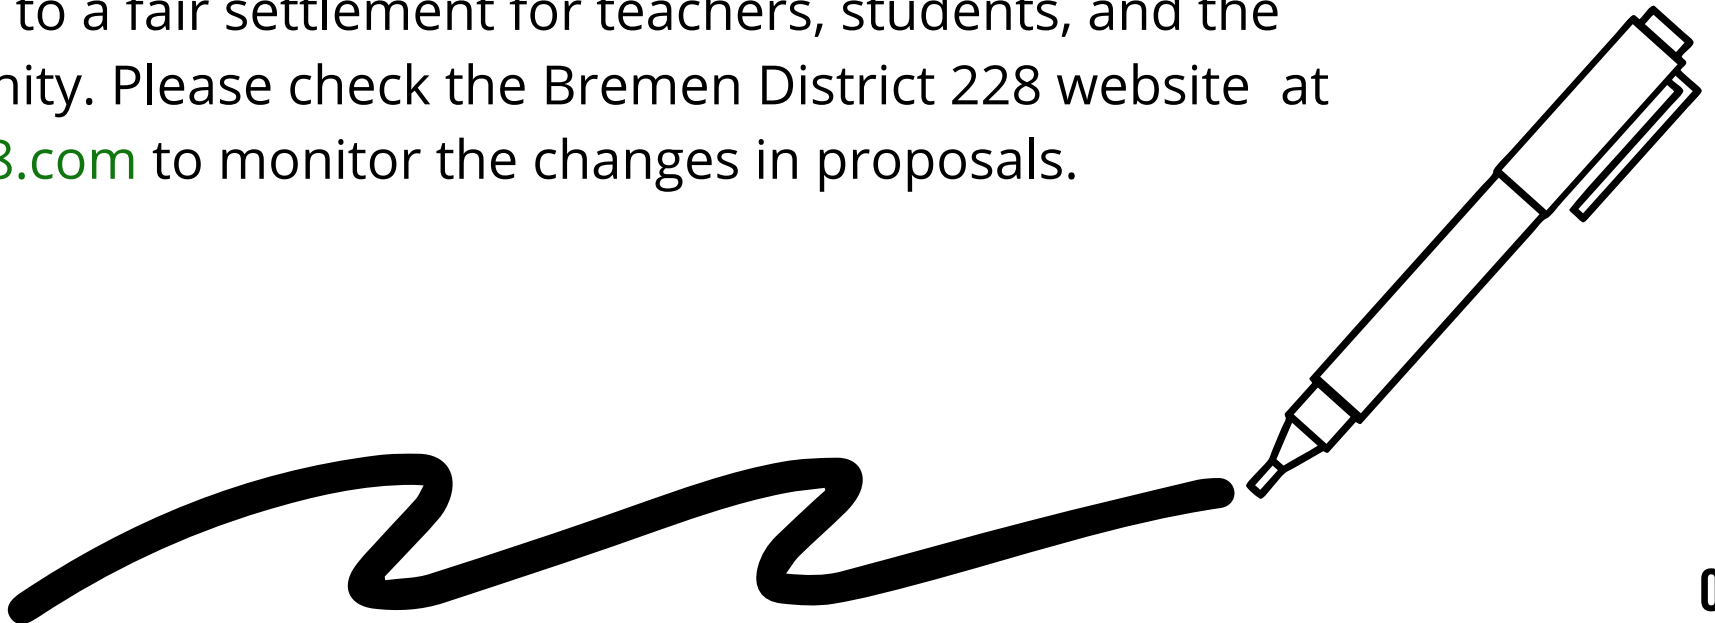 to a fair settlement for teachers, students, and the
nity. Please check the Bremen District 228 website  at
8.com to monitor the changes in proposals.